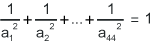 1/a₁² + 1/a₂² + ... + 1/a₄₄² = 1